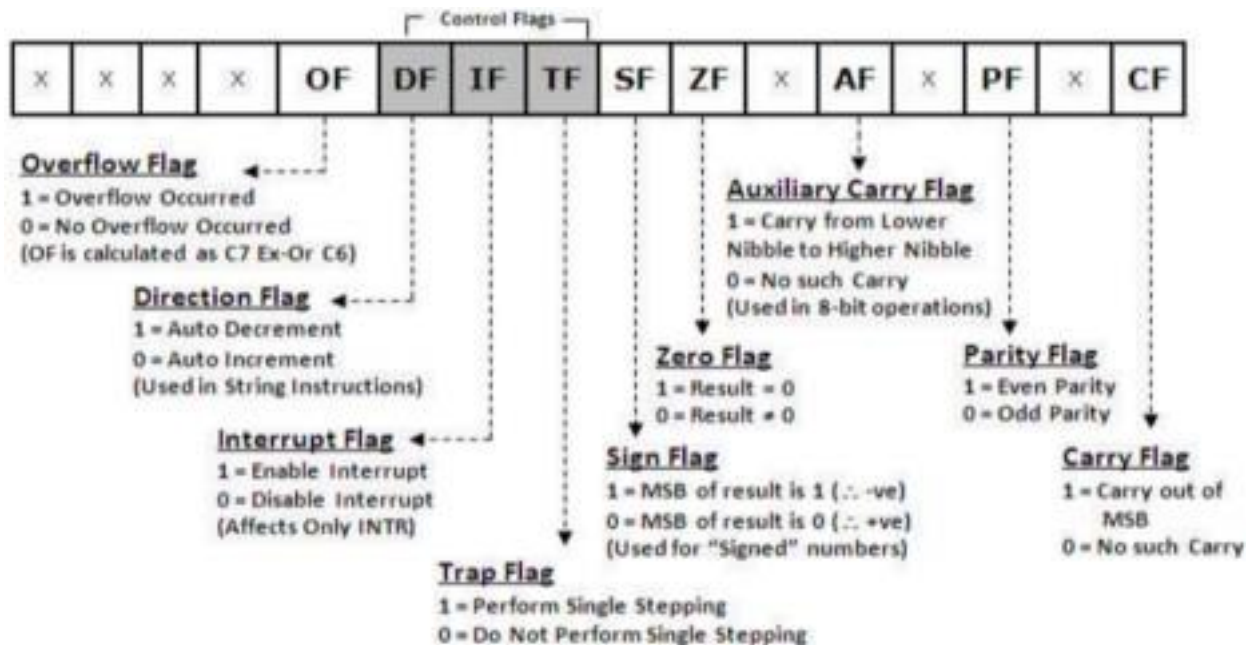 Control Flags
x x x x OF DF IF TF SF ZF x AF x PF x CF
Overflow Flag
1 = Overflow Occurred
0 = No Overflow Occurred
(OF is calculated as C7 Ex-Or C6)
Direction Flag
1 = Auto Decrement
0 = Auto Increment
(Used in String Instructions)
Interrupt Flag
1 = Enable Interrupt
0 = Disable Interrupt
(Affects Only INTR)
Trap Flag
1 = Perform Single Stepping
0 = Do Not Perform Single Stepping
Sign Flag
1 = MSB of result is 1 (∴ -ve)
0 = MSB of result is 0 (∴ +ve)
(Used for “Signed” numbers)
Zero Flag
1 = Result = 0
0 = Result ≠ 0
Auxiliary Carry Flag
1 = Carry from Lower
Nibble to Higher Nibble
0 = No such Carry
(Used in 8-bit operations)
Parity Flag
1 = Even Parity
0 = Odd Parity
Carry Flag
1 = Carry out of
MSB
0 = No such Carry